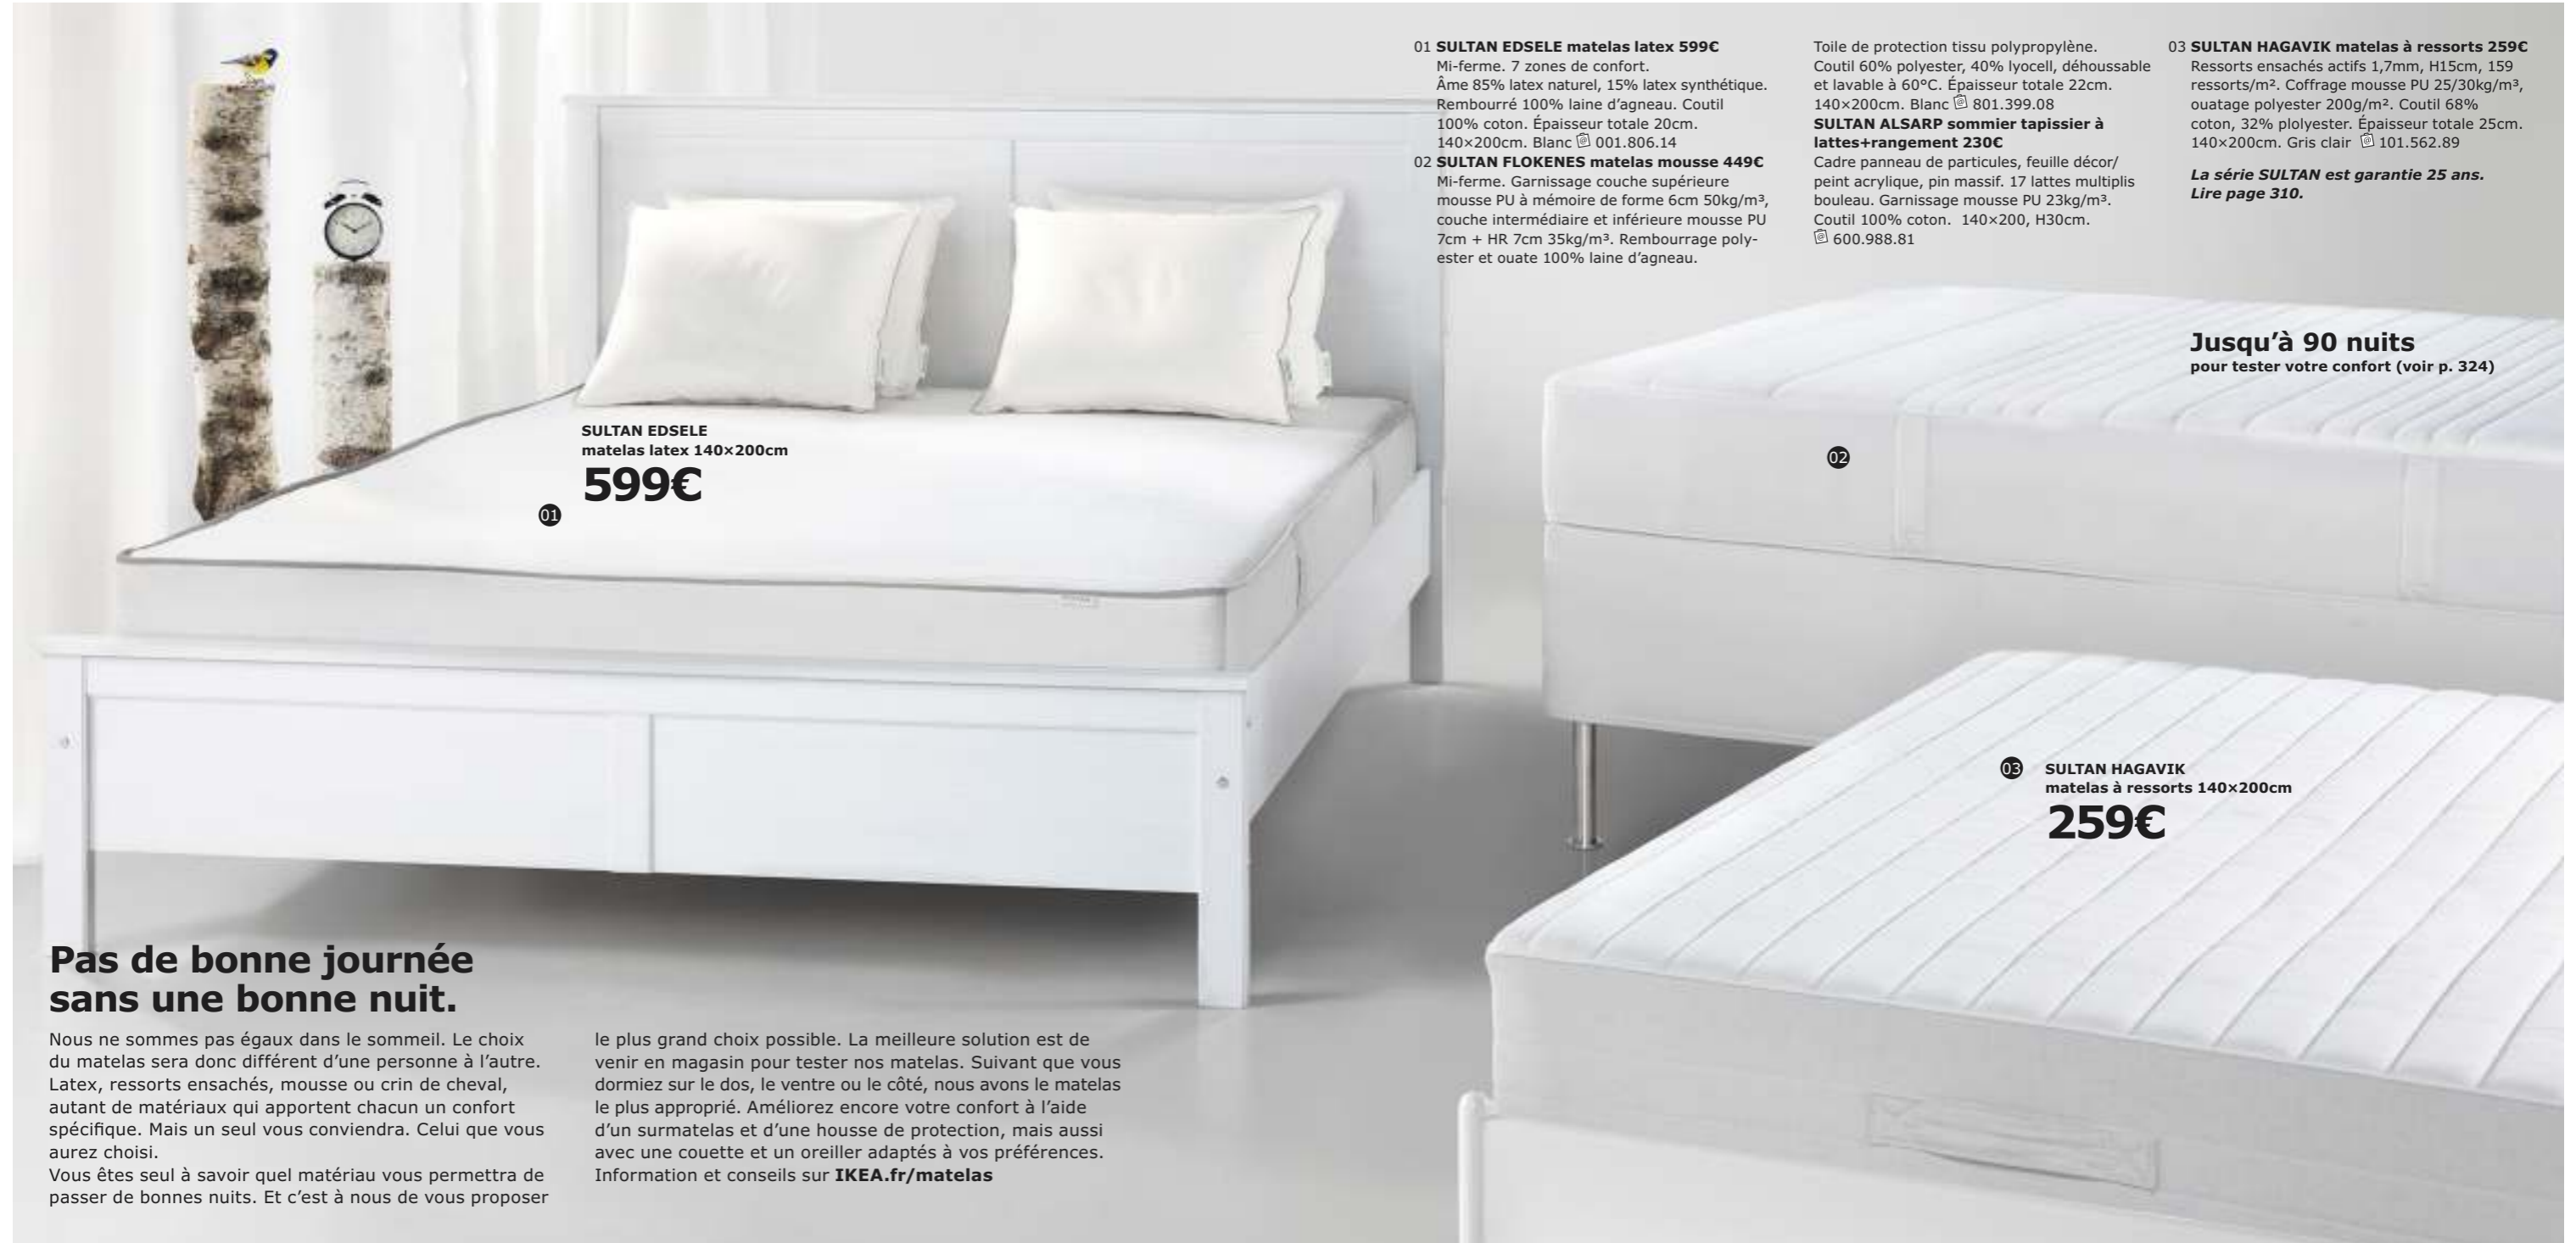 01 SULTAN EDSELE matelas latex 599€
Mi-ferme. 7 zones de confort.
Âme 85% latex naturel, 15% latex synthétique.
Rembourré 100% laine d'agneau. Coutil
100% coton. Épaisseur totale 20cm.
140×200cm. Blanc 001.806.14
02 SULTAN FLOKENES matelas mousse 449€
Mi-ferme. Garnissage couche supérieure
mousse PU à mémoire de forme 6cm 50kg/m³,
couche intermédiaire et inférieure mousse PU
7cm + HR 7cm 35kg/m³. Rembourrage poly-
ester et ouate 100% laine d'agneau.
Toile de protection tissu polypropylène.
Coutil 60% polyester, 40% lyocell, déhoussable
et lavable à 60°C. Épaisseur totale 22cm.
140×200cm. Blanc 801.399.08
SULTAN ALSARP sommier tapissier à
lattes+rangement 230€
Cadre panneau de particules, feuille décor/
peint acrylique, pin massif. 17 lattes multiplis
bouleau. Garnissage mousse PU 23kg/m³.
Coutil 100% coton. 140×200, H30cm.
600.988.81
03 SULTAN HAGAVIK matelas à ressorts 259€
Ressorts ensachés actifs 1,7mm, H15cm, 159
ressorts/m². Coffrage mousse PU 25/30kg/m³,
ouatage polyester 200g/m². Coutil 68%
coton, 32% plolyester. Épaisseur totale 25cm.
140×200cm. Gris clair 101.562.89
La série SULTAN est garantie 25 ans.
Lire page 310.
Jusqu'à 90 nuits
pour tester votre confort (voir p. 324)
SULTAN EDSELE
matelas latex 140×200cm
599€
01
02
03
SULTAN HAGAVIK
matelas à ressorts 140×200cm
259€
Pas de bonne journée
sans une bonne nuit.
Nous ne sommes pas égaux dans le sommeil. Le choix
du matelas sera donc différent d'une personne à l'autre.
Latex, ressorts ensachés, mousse ou crin de cheval,
autant de matériaux qui apportent chacun un confort
spécifique. Mais un seul vous conviendra. Celui que vous
aurez choisi.
Vous êtes seul à savoir quel matériau vous permettra de
passer de bonnes nuits. Et c'est à nous de vous proposer
le plus grand choix possible. La meilleure solution est de
venir en magasin pour tester nos matelas. Suivant que vous
dormiez sur le dos, le ventre ou le côté, nous avons le matelas
le plus approprié. Améliorez encore votre confort à l'aide
d'un surmatelas et d'une housse de protection, mais aussi
avec une couette et un oreiller adaptés à vos préférences.
Information et conseils sur IKEA.fr/matelas